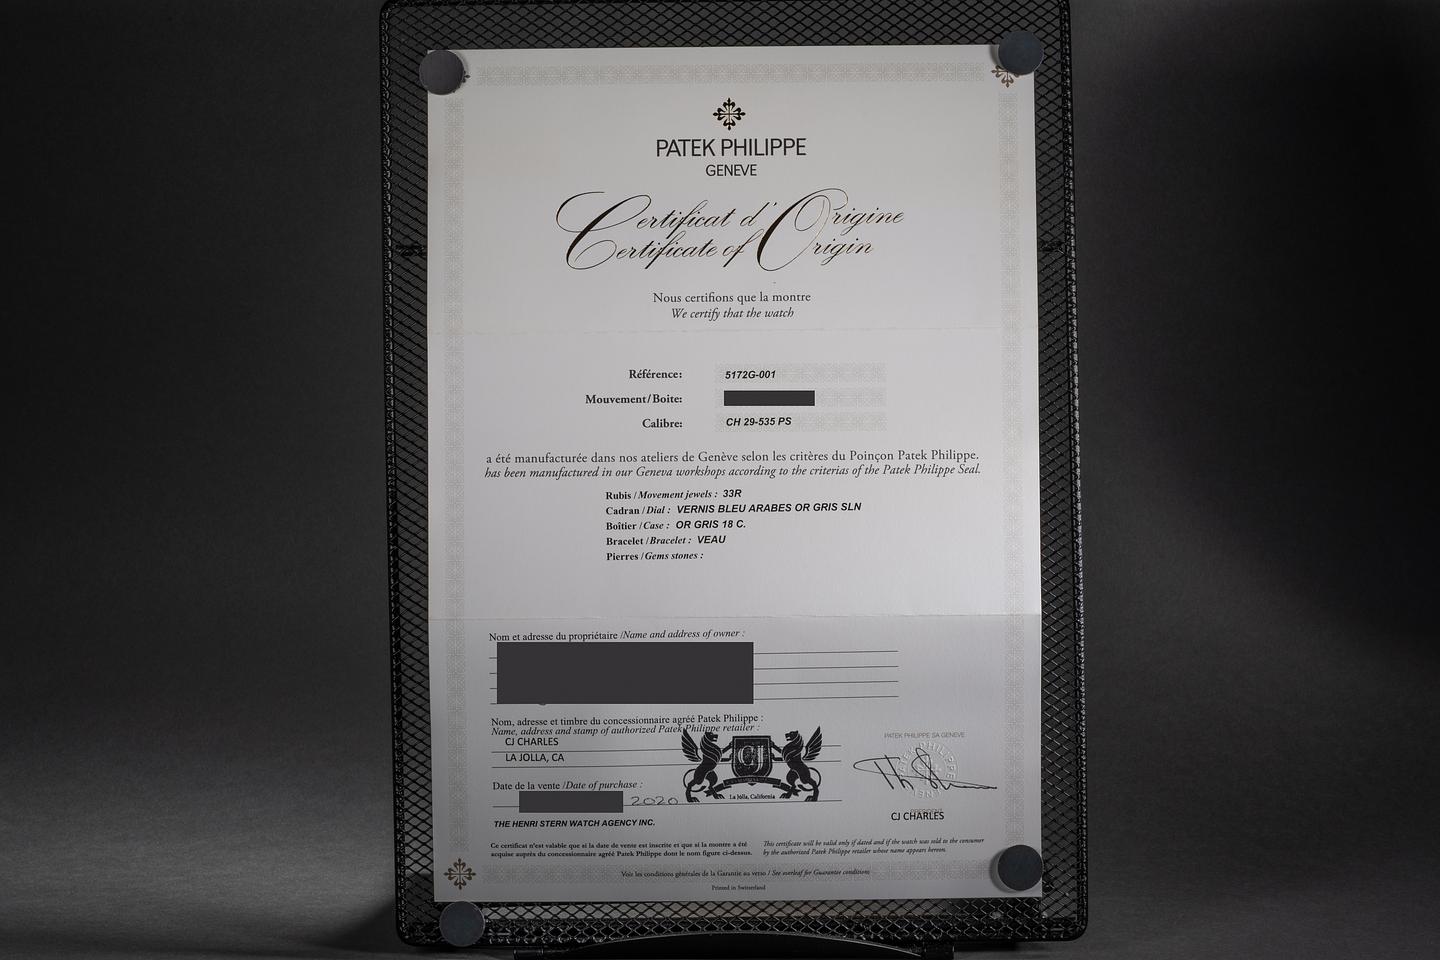 PATEK PHILIPPE
GENEVE
Certificat d'Origine
Certificate of Origin
Nous certifions que la montre
We certify that the watch
Référence: 5172G-001
Mouvement/Boite:
Calibre: CH 29-535 PS
a été manufacturée dans nos ateliers de Genève selon les critères du Poinçon Patek Philippe.
has been manufactured in our Geneva workshops according to the criterias of the Patek Philippe Seal.
Rubis / Movement jewels : 33R
Cadran / Dial : VERNIS BLEU ARABES OR GRIS SLN
Boîtier / Case : OR GRIS 18 C.
Bracelet / Bracelet : VEAU
Pierres / Gems stones :
Nom et adresse du propriétaire / Name and address of owner :
Nom, adresse et timbre du concessionnaire agréé Patek Philippe :
Name, address and stamp of authorized Patek Philippe retailer :
CJ CHARLES
LA JOLLA, CA
CJ
La Jolla, California
PATEK PHILIPPE SA GENEVE
PATEK PHILIPPE
Date de la vente / Date of purchase :
2020
PRESIDENT
CJ CHARLES
THE HENRI STERN WATCH AGENCY INC.
Ce certificat n'est valable que si la date de vente est inscrite et que si la montre a été
acquise auprès du concessionnaire agréé Patek Philippe dont le nom figure ci-dessus.
This certificate will be valid only if dated and if the watch was sold to the consumer
by the authorized Patek Philippe retailer whose name appears hereon.
Voir les conditions générales de la Garantie au verso / See overleaf for Guarantee conditions
Printed in Switzerland